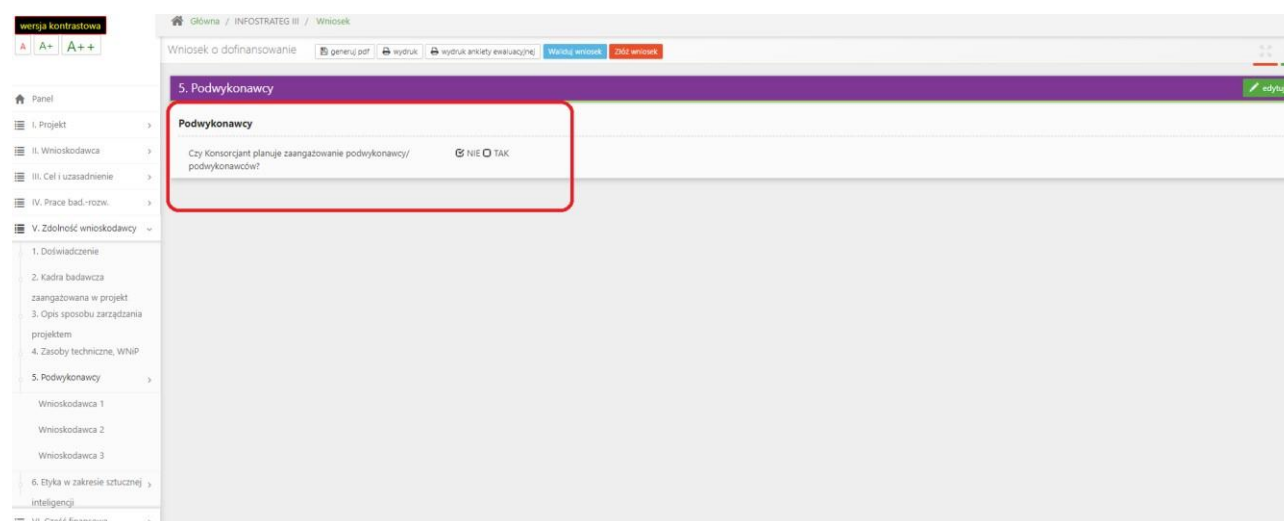 wersja kontrastowa
A A+ A++
Główna / INFOSTRATEG III / Wniosek
Wniosek o dofinansowanie generuj pdf wydruk wydruk ankiety ewaluacyjnej Waliduj wniosek Złóż wniosek
5. Podwykonawcy
edytuj
Podwykonawcy
Czy Konsorcjant planuje zaangażowanie podwykonawcy/
podwykonawców?
NIE TAK
Panel
I. Projekt
II. Wnioskodawca
III. Cel i uzasadnienie
IV. Prace bad.-rozw.
V. Zdolność wnioskodawcy
1. Doświadczenie
2. Kadra badawcza
zaangażowana w projekt
3. Opis sposobu zarządzania
projektem
4. Zasoby techniczne, WNiP
5. Podwykonawcy
Wnioskodawca 1
Wnioskodawca 2
Wnioskodawca 3
6. Etyka w zakresie sztucznej
inteligencji
VI. Część finansowa